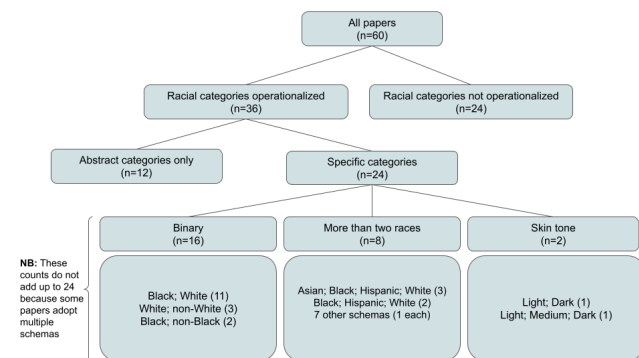 All papers
(n=60)
Racial categories operationalized
(n=36)
Racial categories not operationalized
(n=24)
Abstract categories only
(n=12)
Specific categories
(n=24)
Binary
(n=16)
More than two races
(n=8)
Skin tone
(n=2)
NB: These
counts do not
add up to 24
because some
papers adopt
multiple
schemas
Black; White (11)
White; non-White (3)
Black; non-Black (2)
Asian; Black; Hispanic; White (3)
Black; Hispanic; White (2)
7 other schemas (1 each)
Light; Dark (1)
Light; Medium; Dark (1)